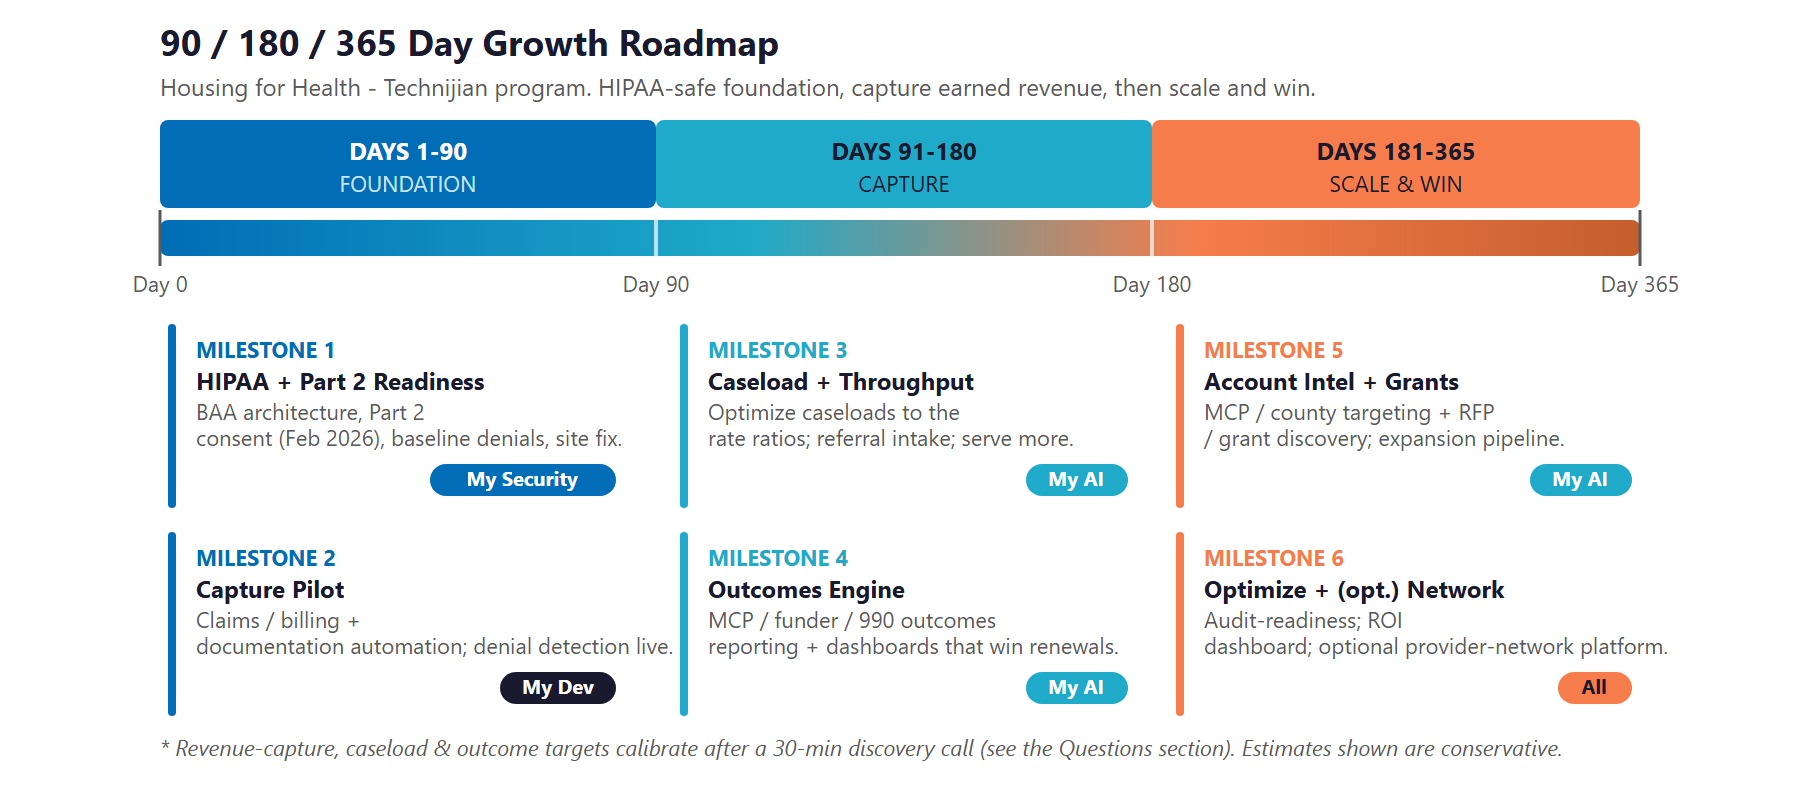 90 / 180 / 365 Day Growth Roadmap
Housing for Health - Technijian program. HIPAA-safe foundation, capture earned revenue, then scale and win.
DAYS 1-90
FOUNDATION
DAYS 91-180
CAPTURE
DAYS 181-365
SCALE & WIN
Day 0
Day 90
Day 180
Day 365
MILESTONE 1
HIPAA + Part 2 Readiness
BAA architecture, Part 2
consent (Feb 2026), baseline denials, site fix.
My Security
MILESTONE 3
Caseload + Throughput
Optimize caseloads to the
rate ratios; referral intake; serve more.
My AI
MILESTONE 5
Account Intel + Grants
MCP / county targeting + RFP
/ grant discovery; expansion pipeline.
My AI
MILESTONE 2
Capture Pilot
Claims / billing +
documentation automation; denial detection live.
My Dev
MILESTONE 4
Outcomes Engine
MCP / funder / 990 outcomes
reporting + dashboards that win renewals.
My AI
MILESTONE 6
Optimize + (opt.) Network
Audit-readiness; ROI
dashboard; optional provider-network platform.
All
* Revenue-capture, caseload & outcome targets calibrate after a 30-min discovery call (see the Questions section). Estimates shown are conservative.